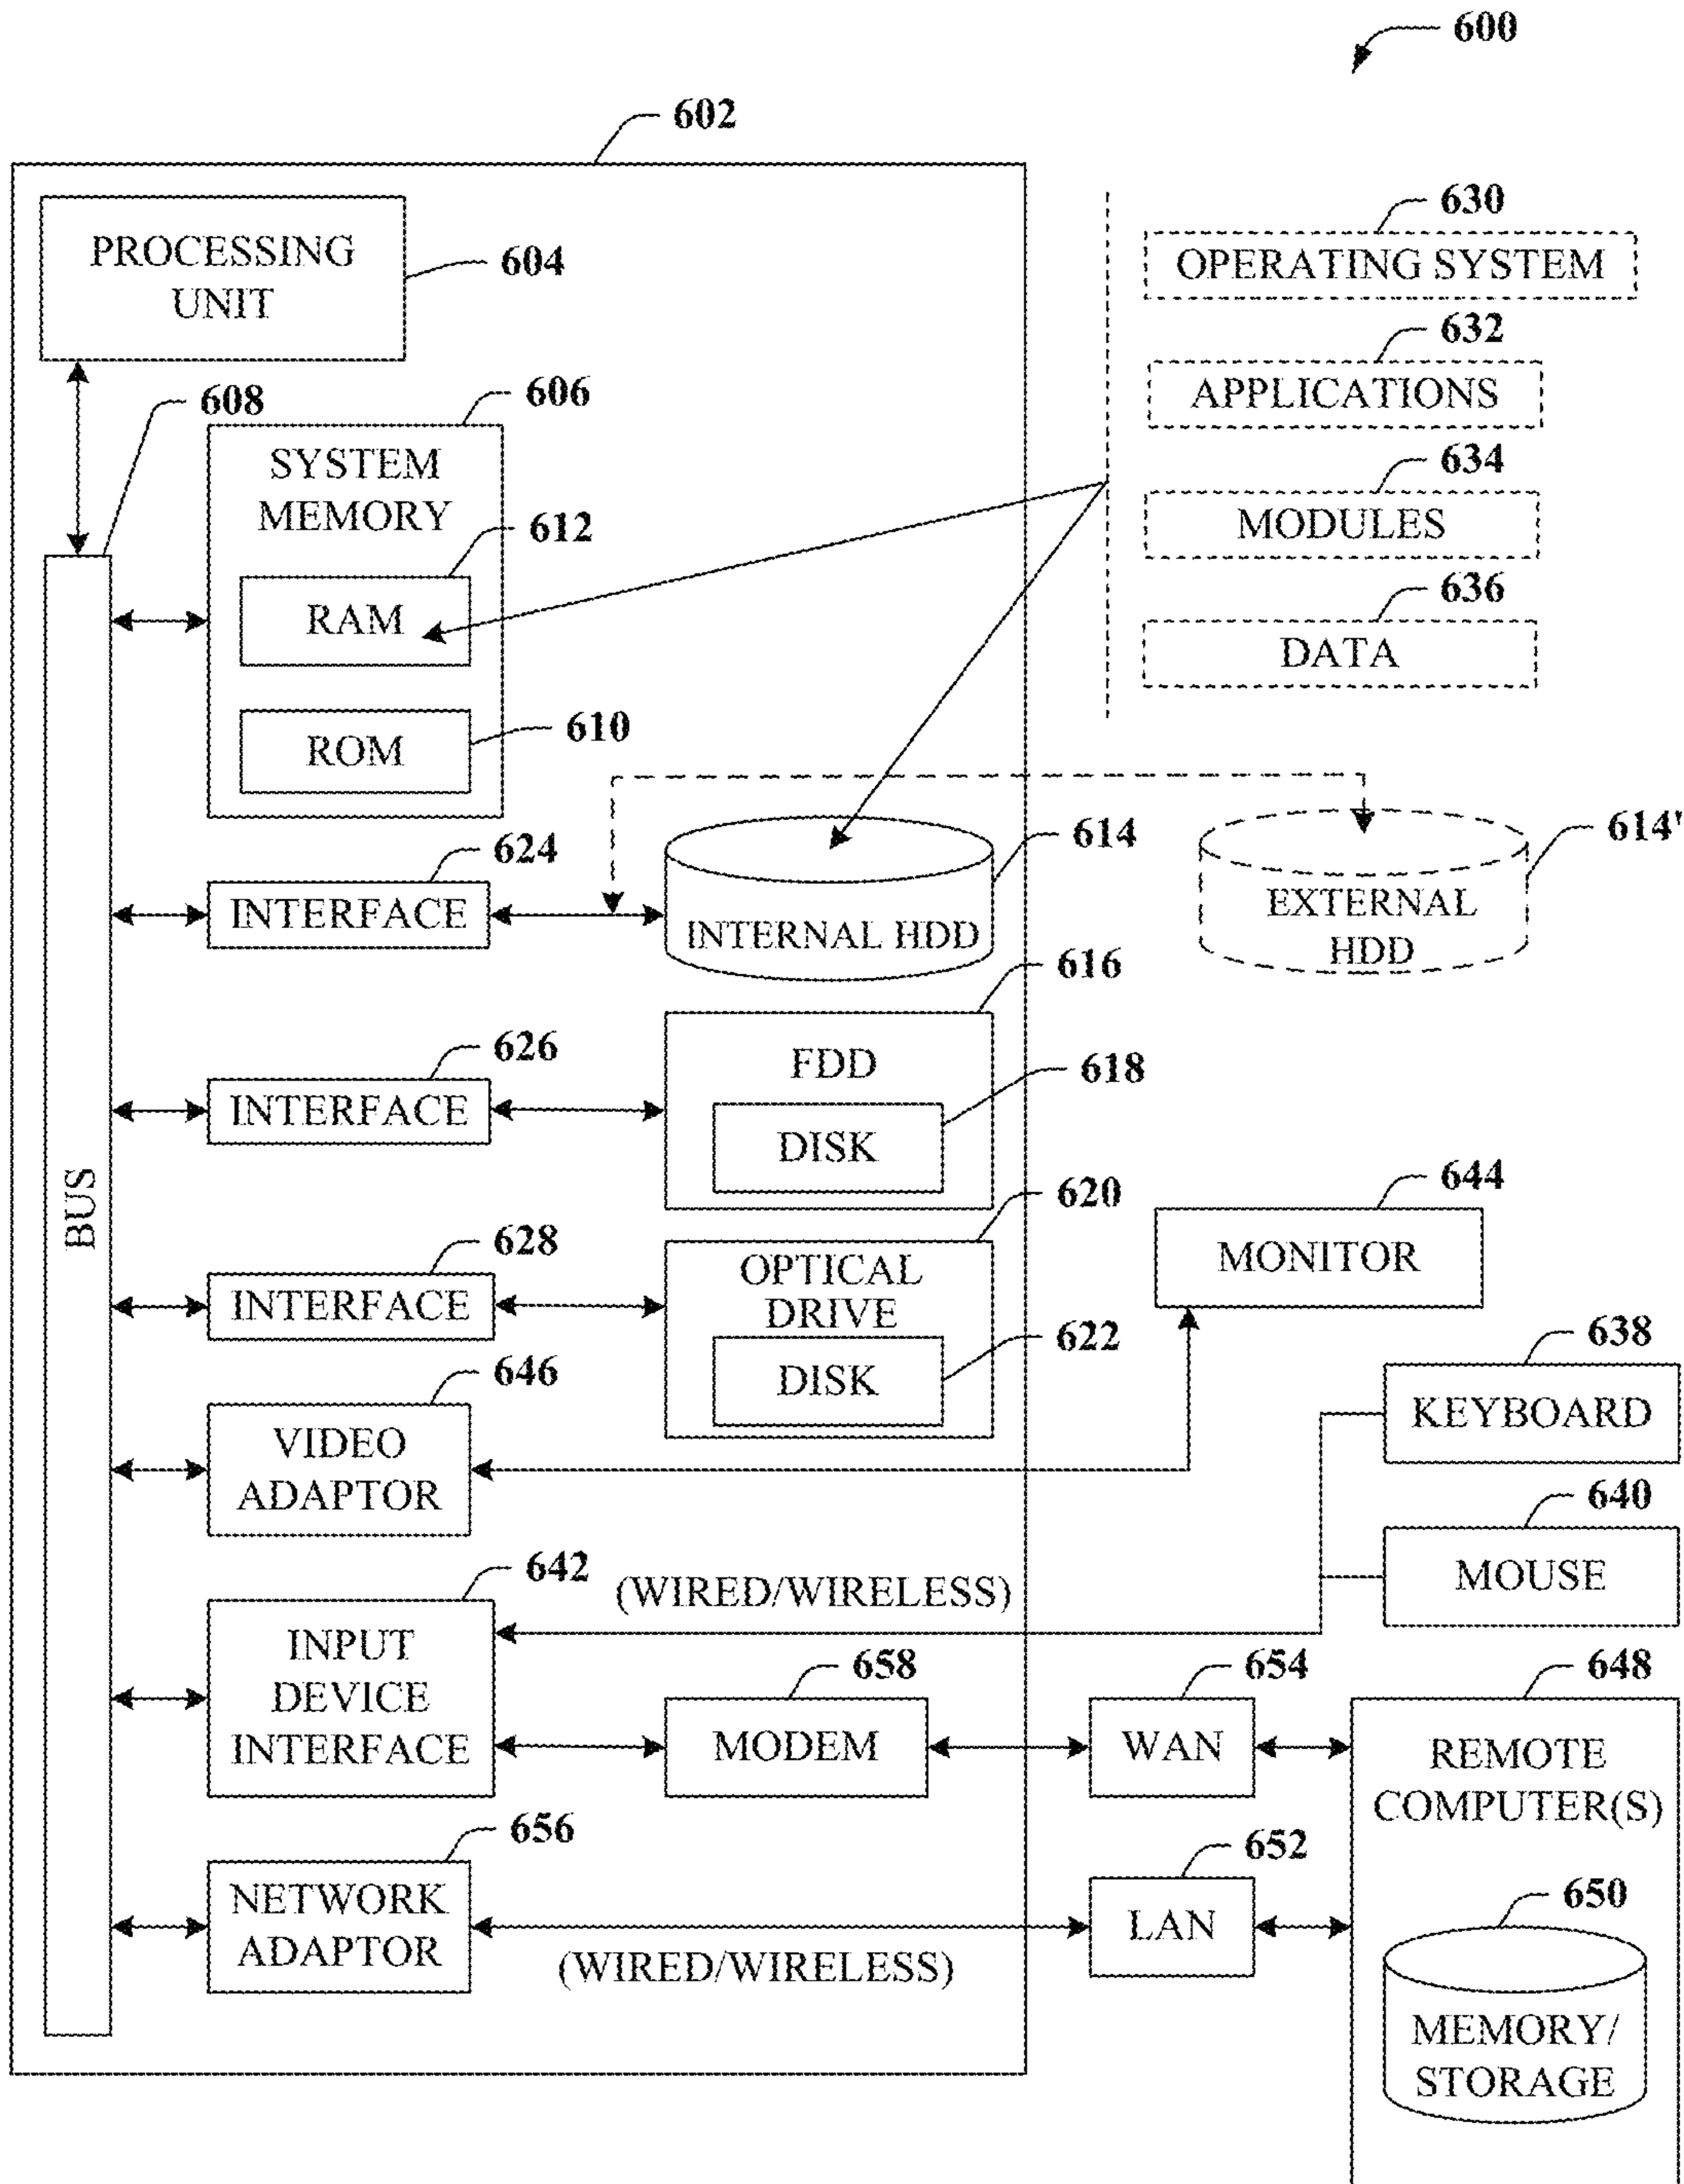 600
602
PROCESSING
UNIT
604
630
OPERATING SYSTEM
632
APPLICATIONS
634
MODULES
636
DATA
608
606
SYSTEM
MEMORY
612
RAM
610
ROM
BUS
624
INTERFACE
614
INTERNAL HDD
614'
EXTERNAL
HDD
626
INTERFACE
616
FDD
618
DISK
628
INTERFACE
620
OPTICAL
DRIVE
622
DISK
644
MONITOR
646
VIDEO
ADAPTOR
638
KEYBOARD
640
MOUSE
642
INPUT
DEVICE
INTERFACE
(WIRED/WIRELESS)
658
MODEM
654
WAN
648
REMOTE
COMPUTER(S)
656
NETWORK
ADAPTOR
(WIRED/WIRELESS)
652
LAN
650
MEMORY/
STORAGE